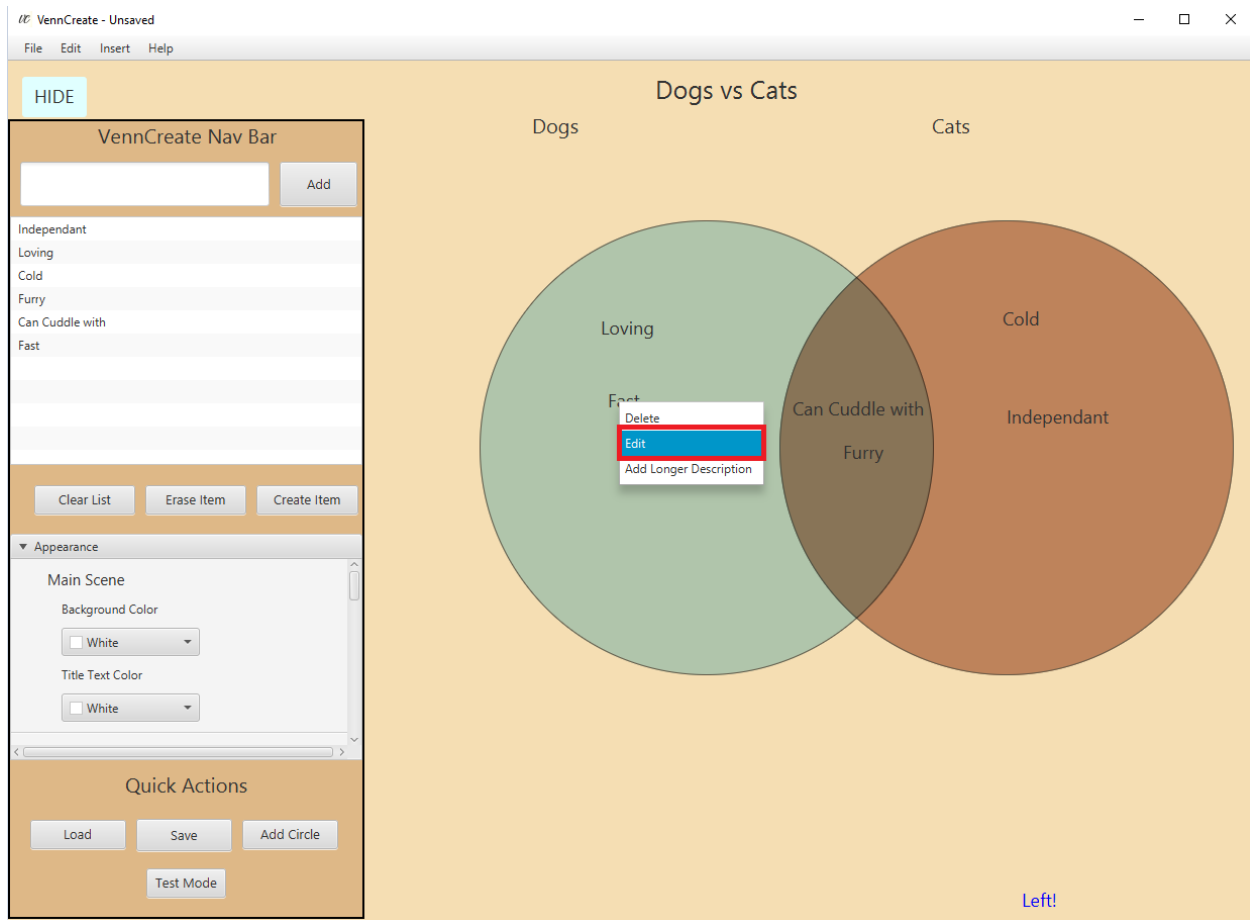 VC VennCreate - Unsaved
File Edit Insert Help
HIDE
Dogs vs Cats
Dogs
Cats
VennCreate Nav Bar
Add
Independant
Loving
Cold
Furry
Can Cuddle with
Fast
Clear List
Erase Item
Create Item
Appearance
Main Scene
Background Color
White
Title Text Color
White
Quick Actions
Load
Save
Add Circle
Test Mode
Loving
Fast
Delete
Edit
Add Longer Description
Can Cuddle with
Furry
Cold
Independant
Left!